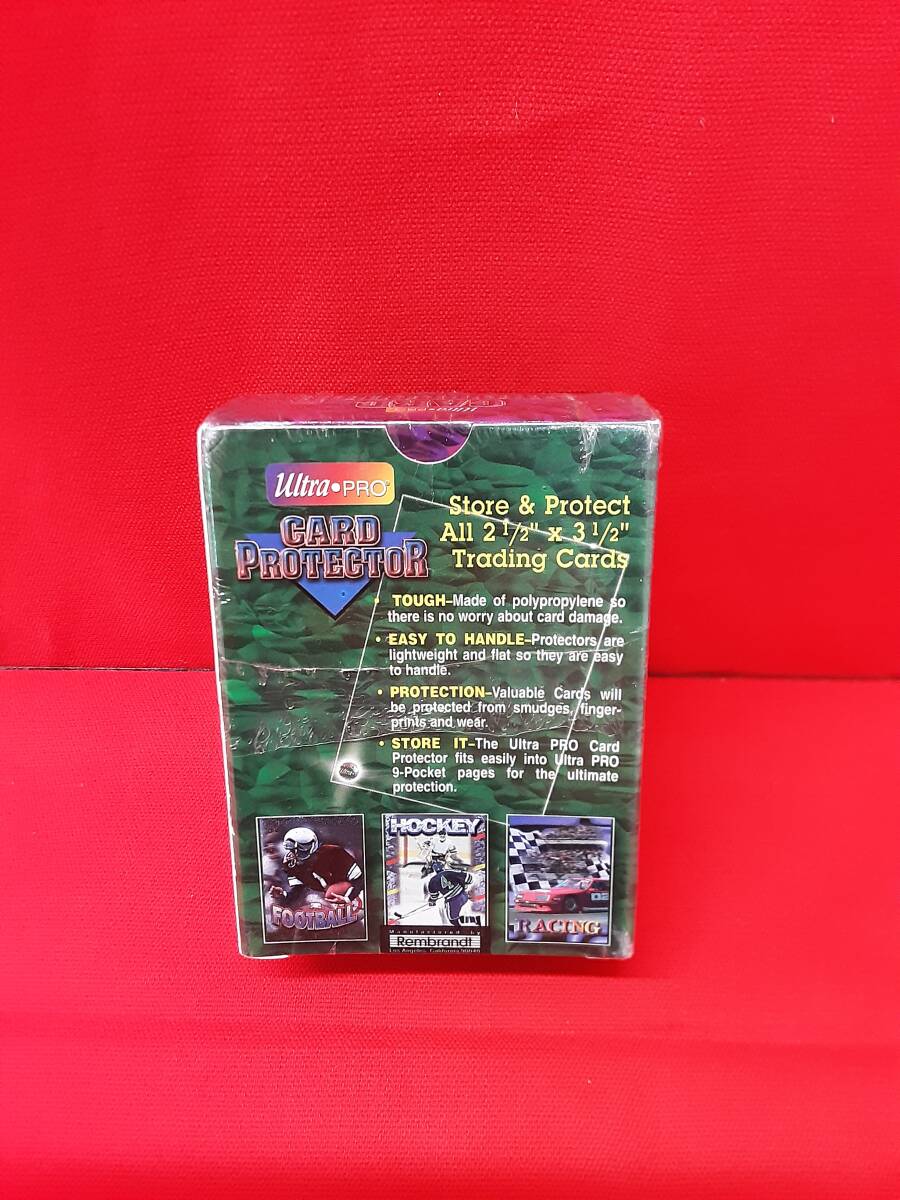 Ultra•PRO
CARD
PROTECTOR
Store & Protect
All 2 1/2" x 3 1/2"
Trading Cards
• TOUGH–Made of polypropylene so
there is no worry about card damage.
• EASY TO HANDLE–Protectors are
lightweight and flat so they are easy
to handle.
• PROTECTION–Valuable Cards will
be protected from smudges, finger-
prints and wear.
• STORE IT–The Ultra PRO Card
Protector fits easily into Ultra PRO
9-Pocket pages for the ultimate
protection.
FOOTBALL
HOCKEY
RACING
Manufactured by
Rembrandt
Los Angeles, California